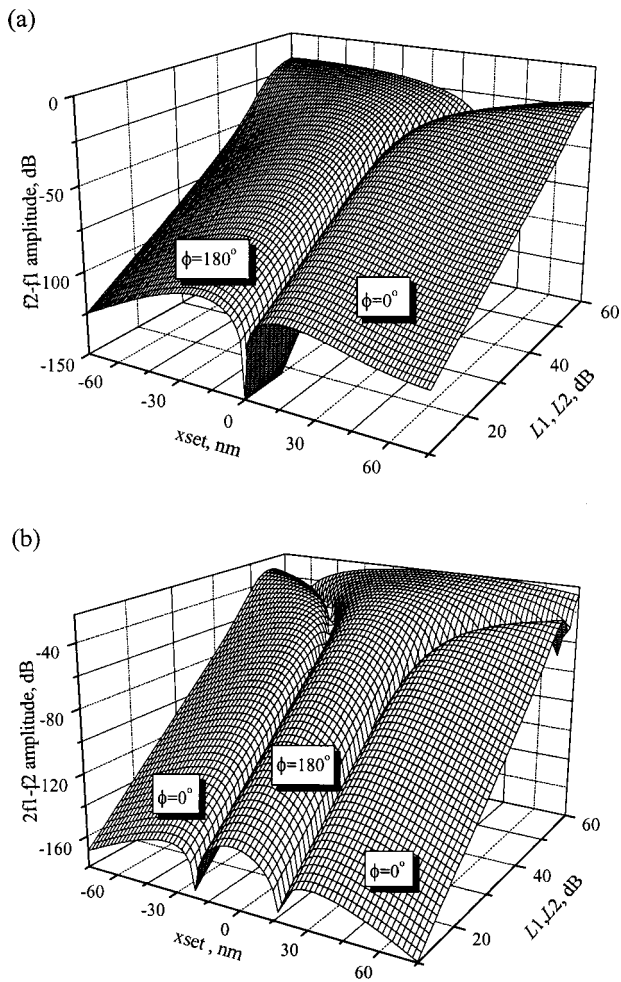 (a)
0
-50
-100
-150
f2-f1 amplitude, dB
ϕ=180°
ϕ=0°
-60
-30
0
30
60
xset, nm
20
40
60
L1, L2, dB
(b)
-40
-80
-120
-160
2f1-f2 amplitude, dB
ϕ=0°
ϕ=180°
ϕ=0°
-60
-30
0
30
60
xset , nm
20
40
60
L1,L2, dB